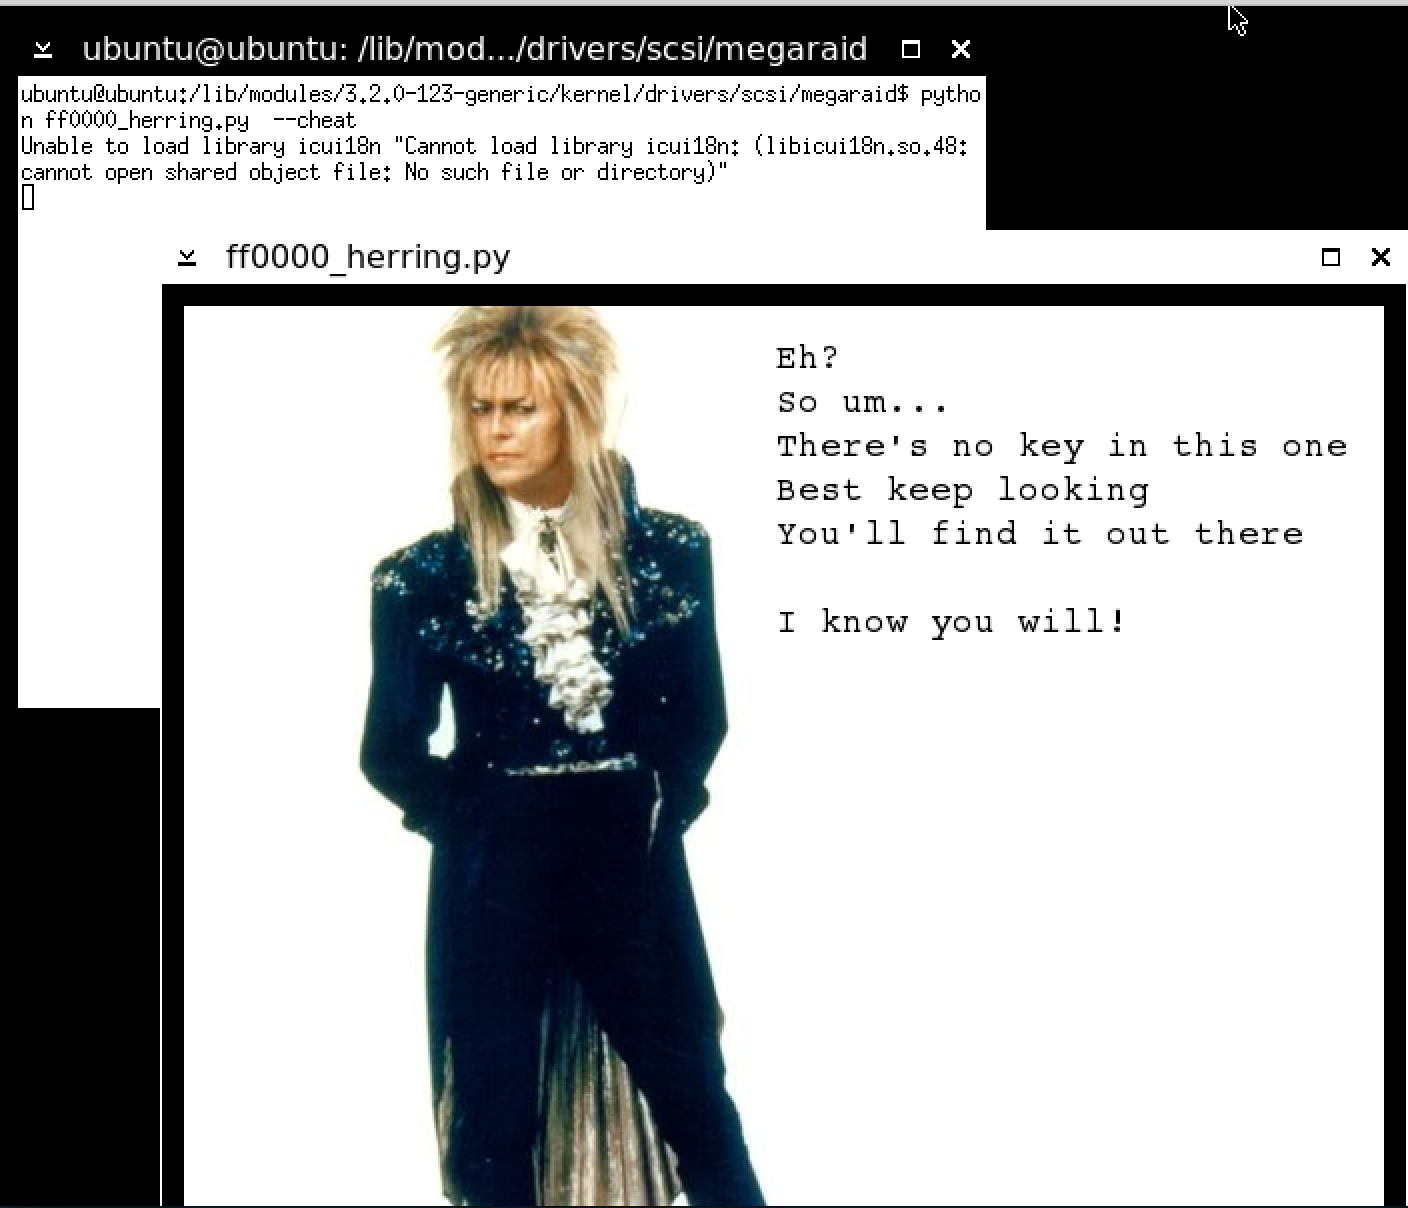 ubuntu@ubuntu: /lib/mod.../drivers/scsi/megaraid
ubuntu@ubuntu:/lib/modules/3.2.0-123-generic/kernel/drivers/scsi/megaraid$ pytho
n ff0000_herring.py  --cheat
Unable to load library icui18n "Cannot load library icui18n: (libicui18n.so.48:
cannot open shared object file: No such file or directory)"
ff0000_herring.py
Eh?
So um...
There's no key in this one
Best keep looking
You'll find it out there
I know you will!